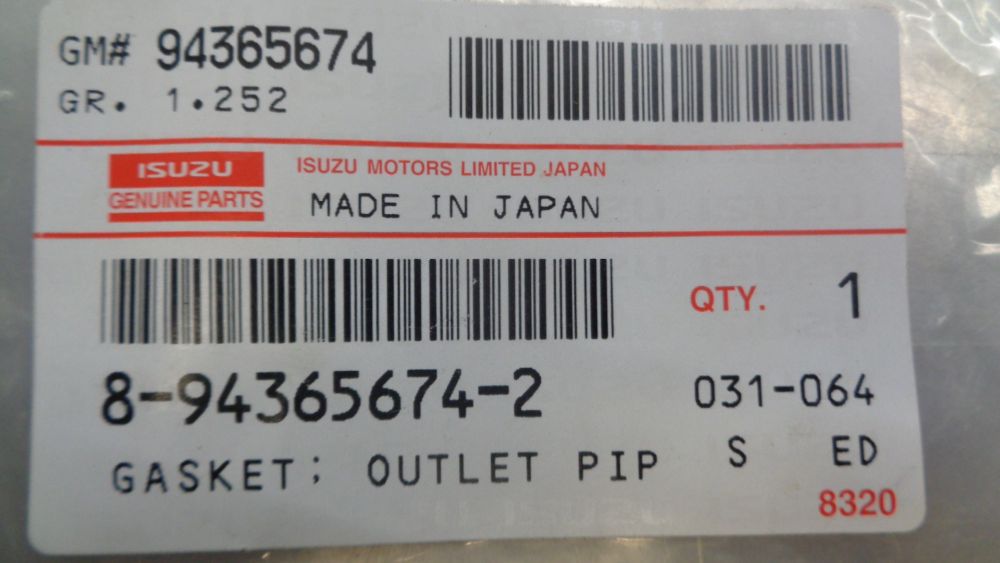 GM# 94365674
GR. 1.252
ISUZU
GENUINE PARTS
ISUZU MOTORS LIMITED JAPAN
MADE IN JAPAN
QTY. 1
8-94365674-2
031-064
GASKET; OUTLET PIP
S ED
8320